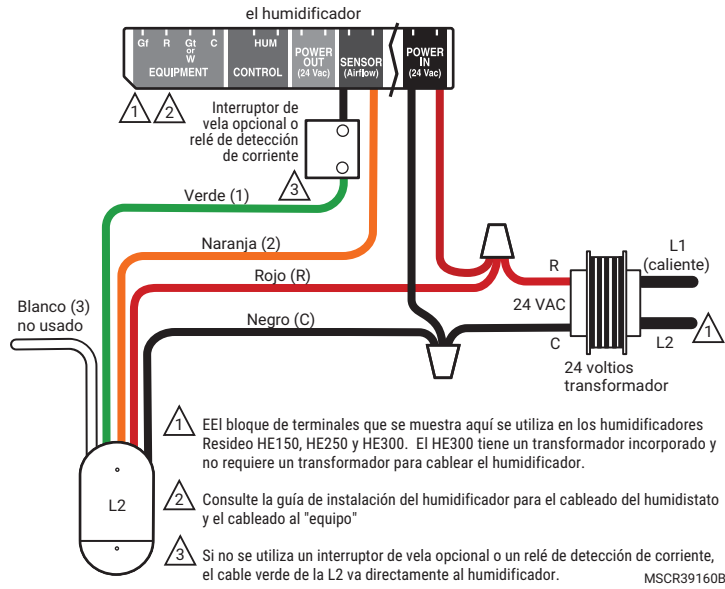 el humidificador
Gf R Gt or W C
EQUIPMENT
HUM
CONTROL
POWER
OUT
(24 Vac)
SENSOR
(Airflow)
POWER
IN
(24 Vac)
1
2
Interruptor de
vela opcional o
relé de detección
de corriente
3
Verde (1)
Naranja (2)
Rojo (R)
Negro (C)
Blanco (3)
no usado
R
24 VAC
C
L1
(caliente)
L2
1
24 voltios
transformador
L2
1 EEl bloque de terminales que se muestra aquí se utiliza en los humidificadores
Resideo HE150, HE250 y HE300. El HE300 tiene un transformador incorporado y
no requiere un transformador para cablear el humidificador.
2 Consulte la guía de instalación del humidificador para el cableado del humidistato
y el cableado al "equipo"
3 Si no se utiliza un interruptor de vela opcional o un relé de detección de corriente,
el cable verde de la L2 va directamente al humidificador.
MSCR39160B